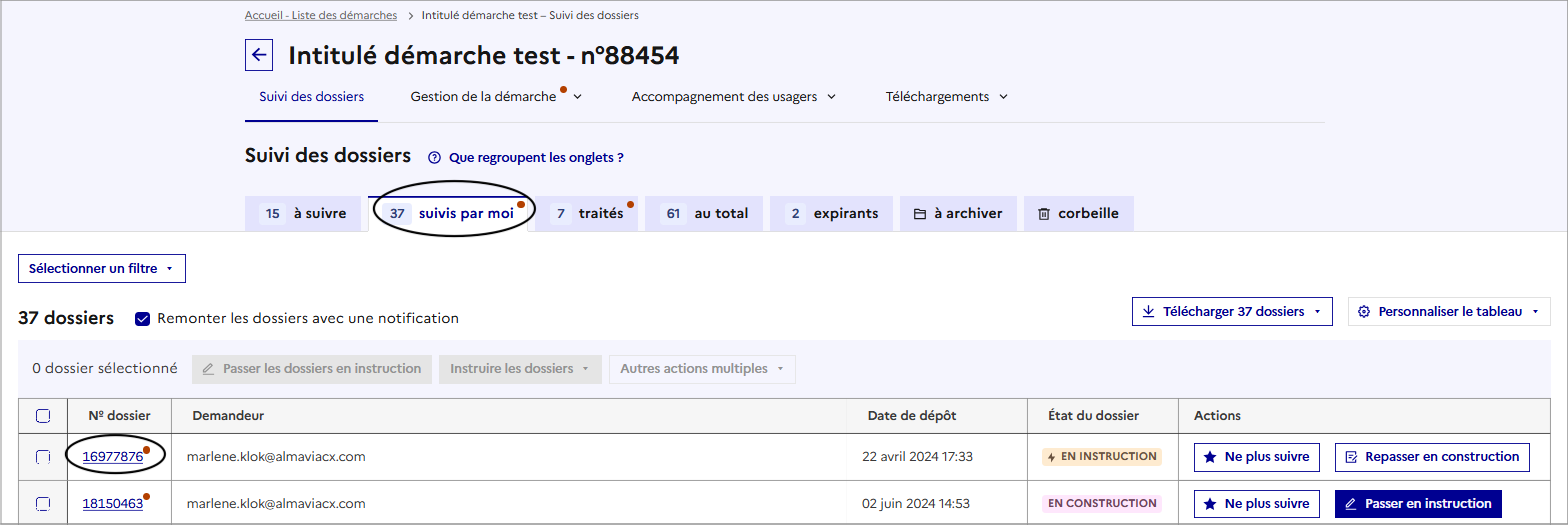 Accueil - Liste des démarches > Intitulé démarche test – Suivi des dossiers
Intitulé démarche test - n°88454
Suivi des dossiers Gestion de la démarche Accompagnement des usagers Téléchargements
Suivi des dossiers Que regroupent les onglets ?
15 à suivre 37 suivis par moi 7 traités 61 au total 2 expirants à archiver corbeille
Sélectionner un filtre
37 dossiers Remonter les dossiers avec une notification Télécharger 37 dossiers Personnaliser le tableau
0 dossier sélectionné Passer les dossiers en instruction Instruire les dossiers Autres actions multiples
Nº dossier Demandeur Date de dépôt État du dossier Actions
16977876 marlene.klok@almaviacx.com 22 avril 2024 17:33 EN INSTRUCTION Ne plus suivre Repasser en construction
18150463 marlene.klok@almaviacx.com 02 juin 2024 14:53 EN CONSTRUCTION Ne plus suivre Passer en instruction